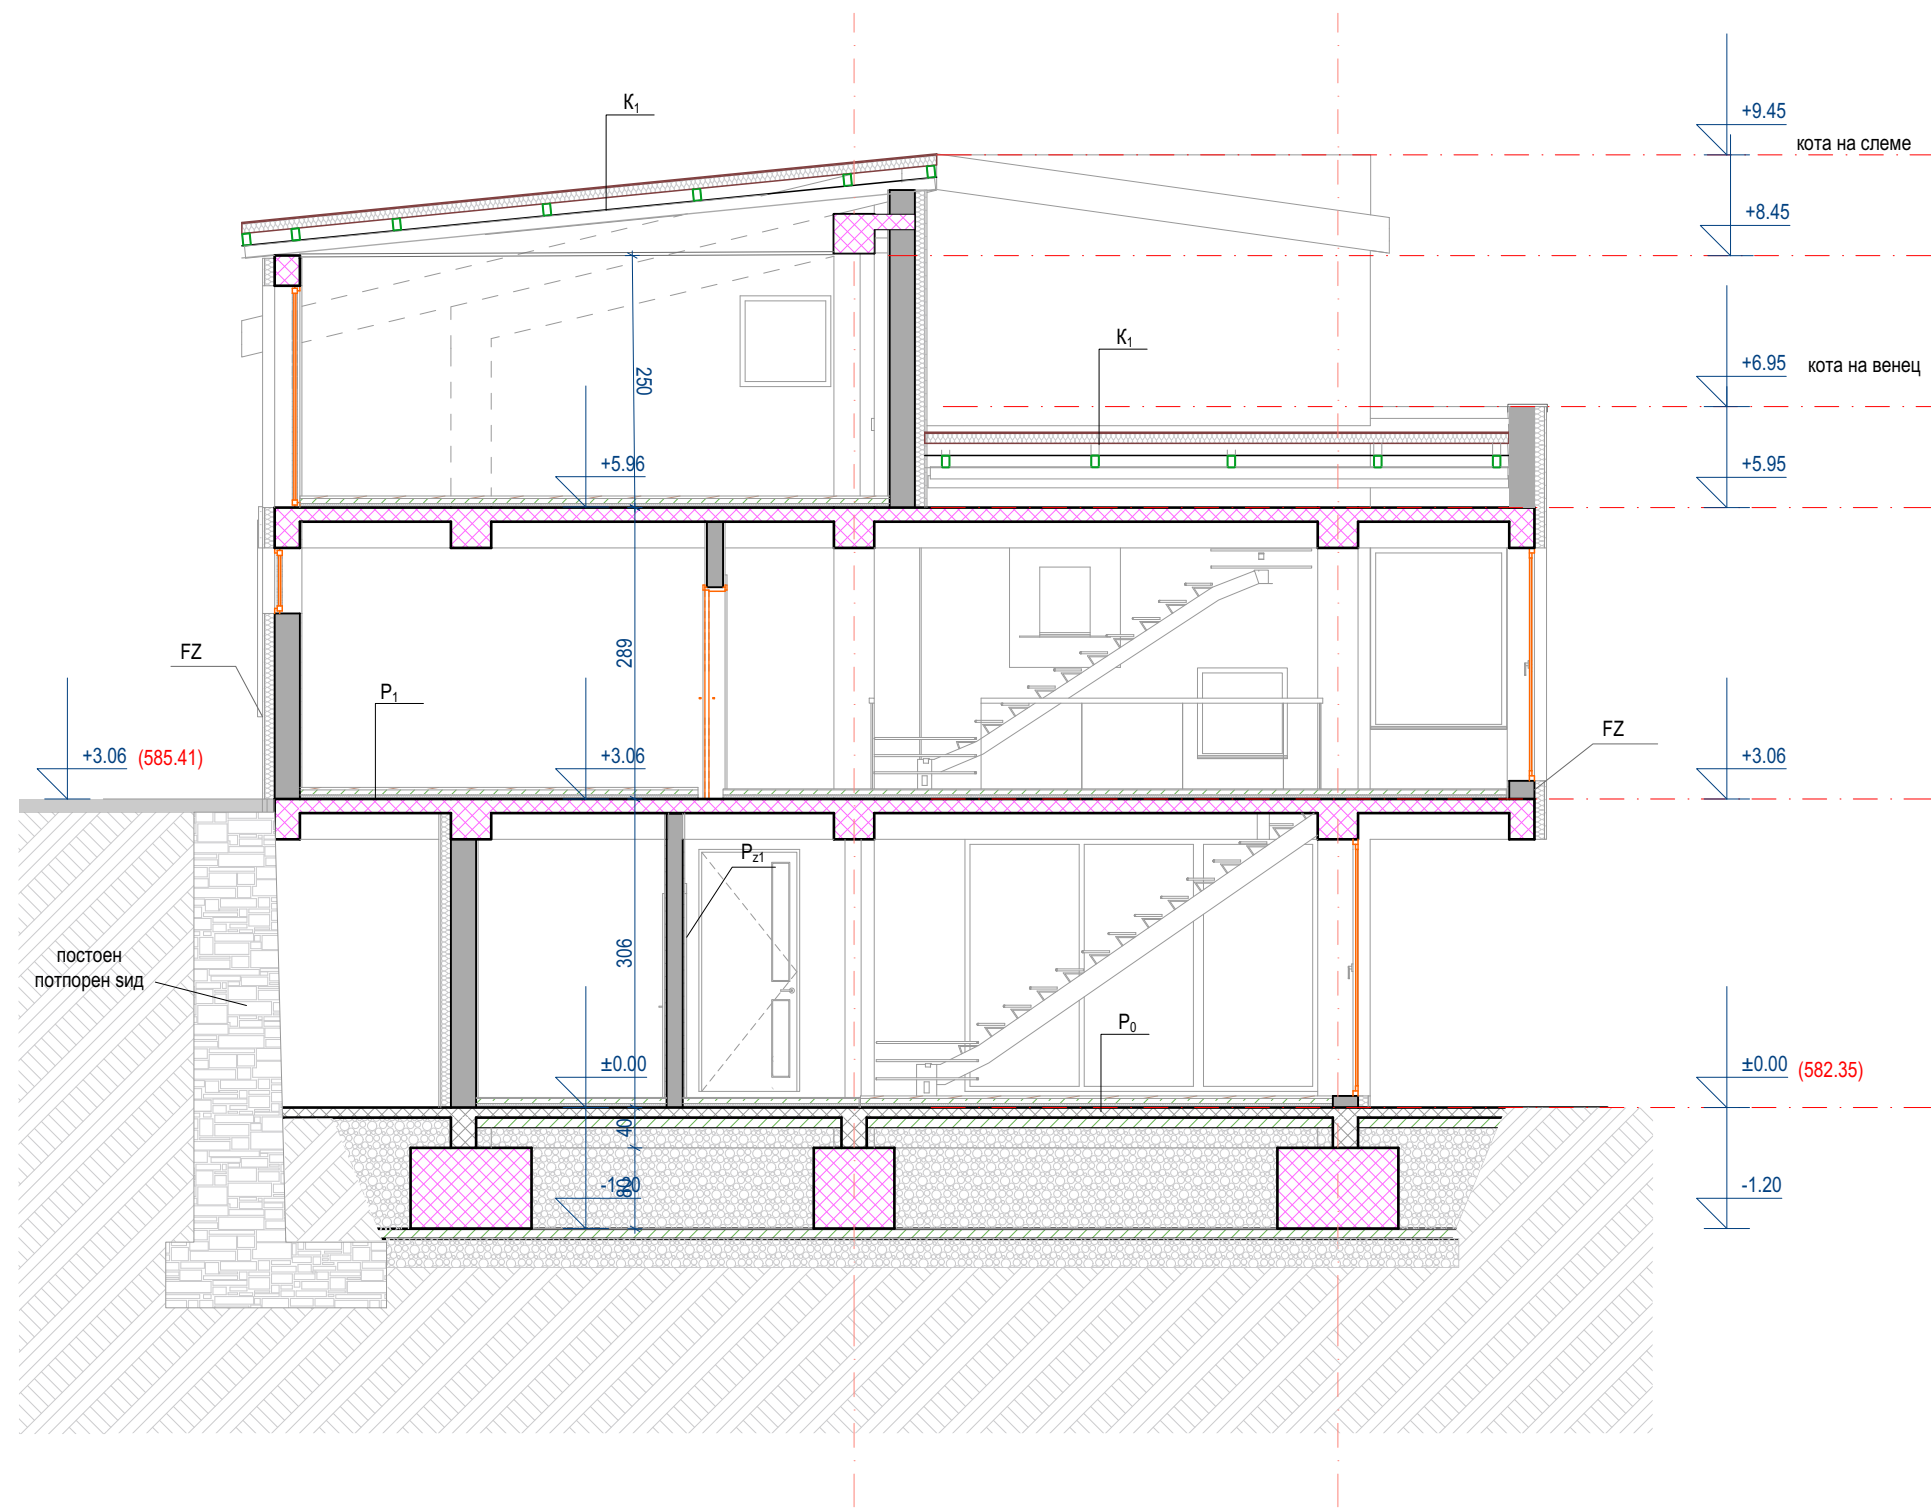 K1
+9.45
кота на слеме
+8.45
K1
250
+6.95 кота на венец
+5.96
+5.95
289
FZ
P1
FZ
+3.06 (585.41)
+3.06
+3.06
Pz1
306
постоен
потпорен ѕид
P0
±0.00
±0.00 (582.35)
40
80
-1.20
-1.20